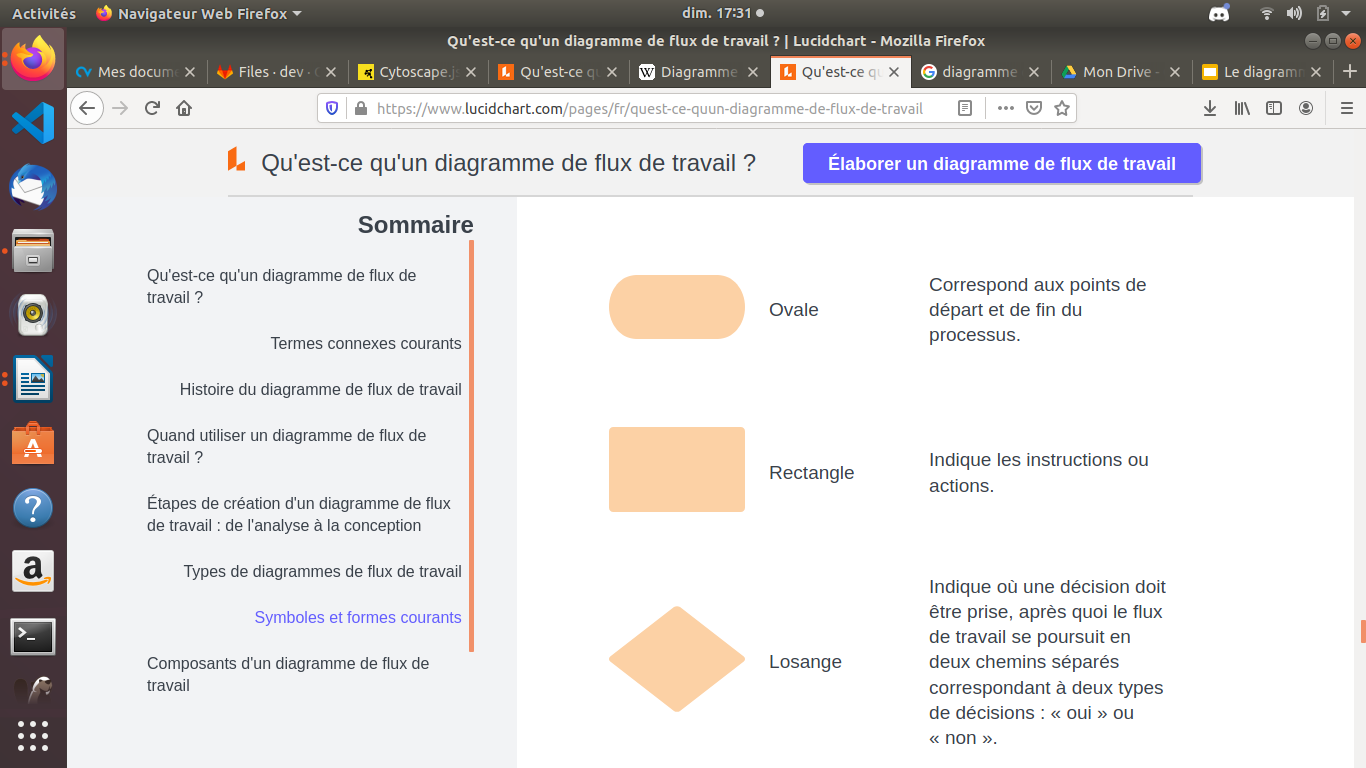 Activités Navigateur Web Firefox dim. 17:31
Qu'est-ce qu'un diagramme de flux de travail ? | Lucidchart - Mozilla Firefox
Mes docume Files · dev · Cytoscape.j Qu'est-ce q Diagramme Qu'est-ce qu diagramme Mon Drive - Le diagram
https://www.lucidchart.com/pages/fr/quest-ce-quun-diagramme-de-flux-de-travail
Qu'est-ce qu'un diagramme de flux de travail ? Élaborer un diagramme de flux de travail
Sommaire
Qu'est-ce qu'un diagramme de flux de
travail ?
Termes connexes courants
Histoire du diagramme de flux de travail
Quand utiliser un diagramme de flux de
travail ?
Étapes de création d'un diagramme de flux
de travail : de l'analyse à la conception
Types de diagrammes de flux de travail
Symboles et formes courants
Composants d'un diagramme de flux de
travail
Ovale
Correspond aux points de
départ et de fin du
processus.
Rectangle
Indique les instructions ou
actions.
Losange
Indique où une décision doit
être prise, après quoi le flux
de travail se poursuit en
deux chemins séparés
correspondant à deux types
de décisions : « oui » ou
« non ».